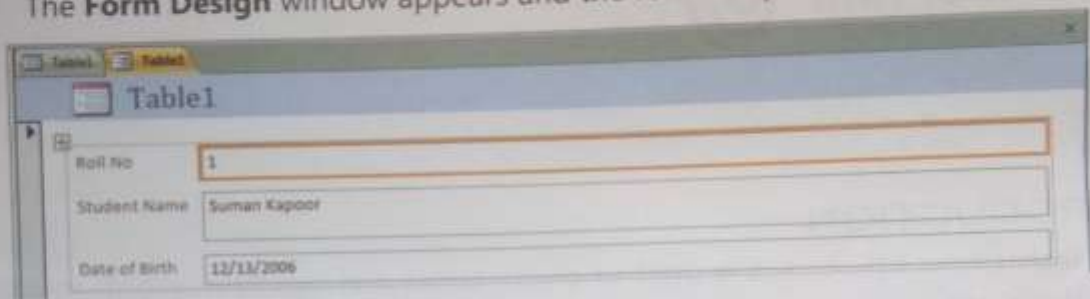 The Form Design window appears and the
Table1 Table1
Table1
Roll No 1
Student Name Suman Kapoor
Date of Birth 12/13/2006